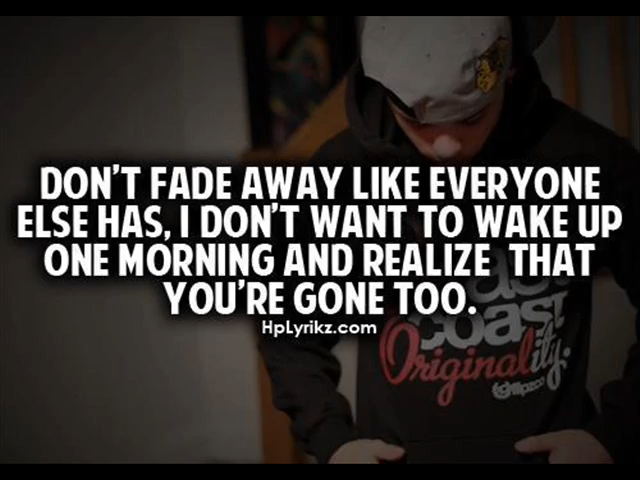 DON'T FADE AWAY LIKE EVERYONE
ELSE HAS, I DON'T WANT TO WAKE UP
ONE MORNING AND REALIZE THAT
YOU'RE GONE TOO.
HpLyrikz.com
coast
Originality.